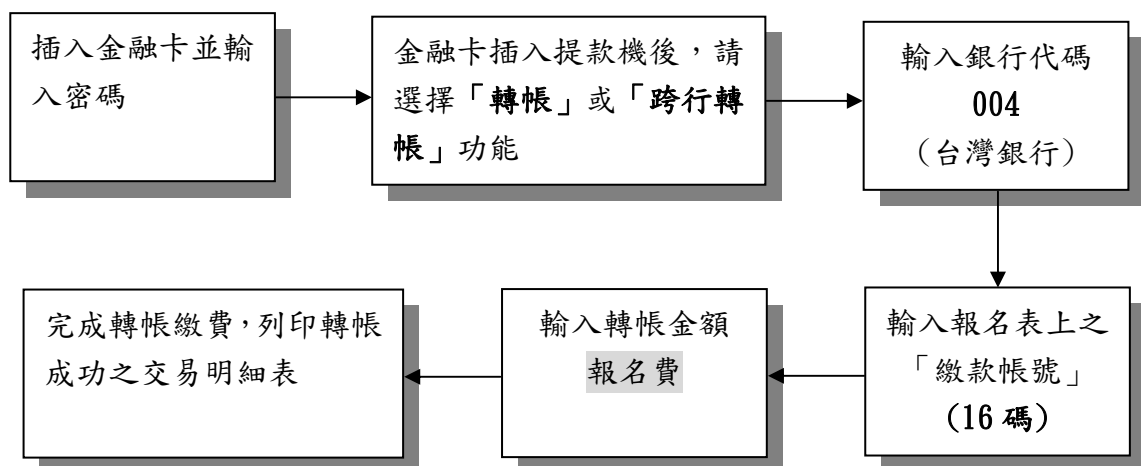 插入金融卡並輸
入密碼
金融卡插入提款機後，請
選擇「轉帳」或「跨行轉
帳」功能
輸入銀行代碼
004
（台灣銀行）
輸入報名表上之
「繳款帳號」
(16 碼)
輸入轉帳金額
報名費
完成轉帳繳費，列印轉帳
成功之交易明細表